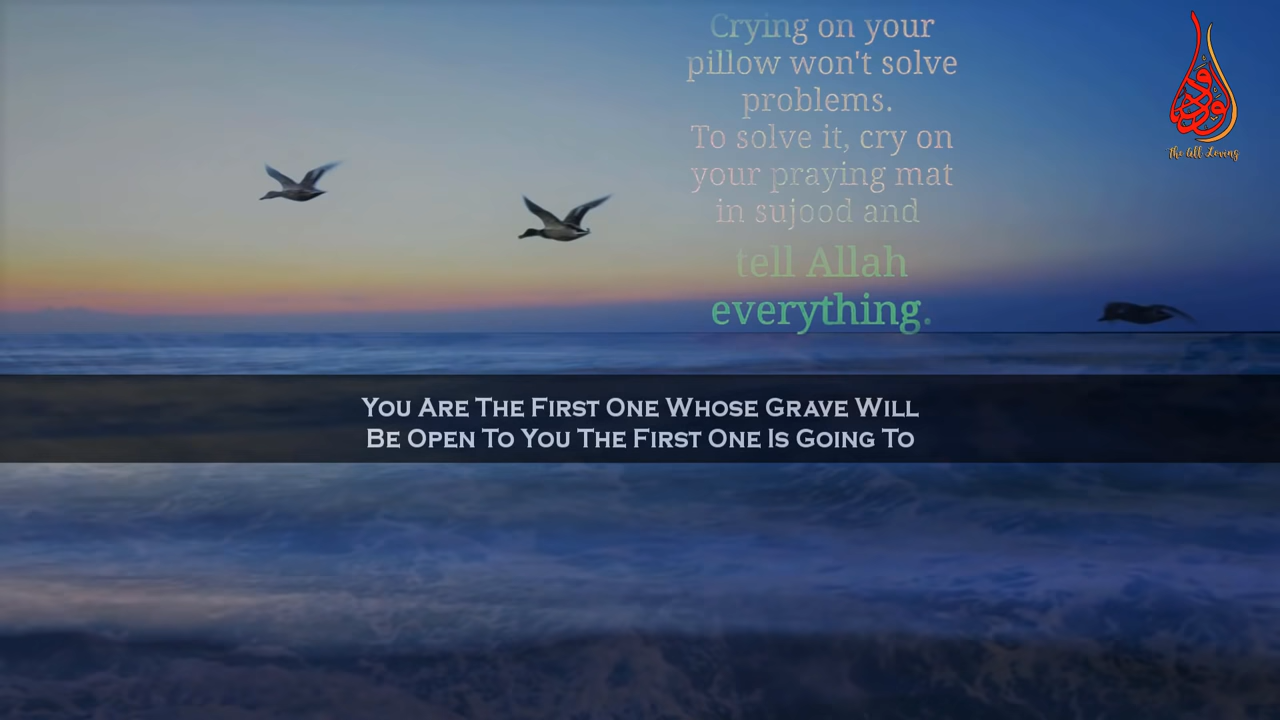 Crying on your
pillow won't solve
problems.
To solve it, cry on
your praying mat
in sujood and
tell Allah
everything.
الودود
The All Loving
YOU ARE THE FIRST ONE WHOSE GRAVE WILL
BE OPEN TO YOU THE FIRST ONE IS GOING TO